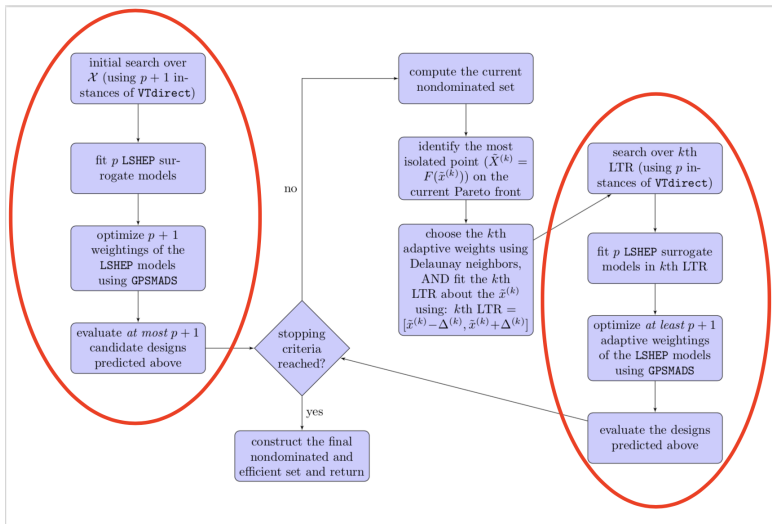 initial search over
𝒳 (using p + 1 in-
stances of VTdirect)
fit p LSHEP sur-
rogate models
optimize p + 1
weightings of the
LSHEP models
using GPSMADS
evaluate at most p + 1
candidate designs
predicted above
stopping
criteria
reached?
no
yes
construct the final
nondominated and
efficient set and return
compute the current
nondominated set
identify the most
isolated point (X̃⁽ᵏ⁾ =
F(x̃⁽ᵏ⁾)) on the
current Pareto front
choose the kth
adaptive weights using
Delaunay neighbors,
AND fit the kth
LTR about the x̃⁽ᵏ⁾
using: kth LTR =
[x̃⁽ᵏ⁾−Δ⁽ᵏ⁾, x̃⁽ᵏ⁾+Δ⁽ᵏ⁾]
search over kth
LTR (using p in-
stances of VTdirect)
fit p LSHEP surrogate
models in kth LTR
optimize at least p + 1
adaptive weightings
of the LSHEP models
using GPSMADS
evaluate the designs
predicted above